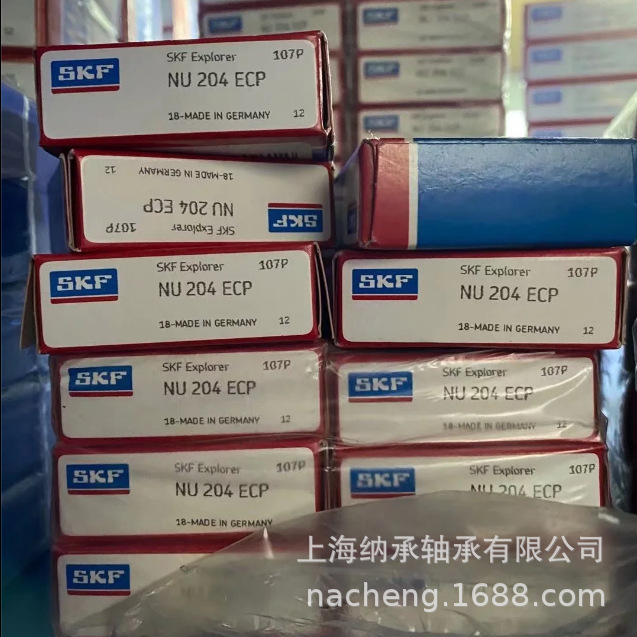 SKF
SKF Explorer 107P
NU 204 ECP
18-MADE IN GERMANY 12
SKF
SKF Explorer 107P
NU 204 ECP
18-MADE IN GERMANY 12
SKF
SKF Explorer 107P
NU 204 ECP
18-MADE IN GERMANY 12
SKF
SKF Explorer 107P
NU 204 ECP
18-MADE IN GERMANY 12
SKF
SKF Explorer 107P
NU 204 ECP
18-MADE IN GERMANY 12
SKF
SKF Explorer 107P
NU 204 ECP
18-MADE IN GERMANY 12
SKF
SKF Explorer 107P
NU 204 ECP
18-MADE IN GERMANY
SKF
SKF Explorer 107P
NU 204 ECP
SKF
上海纳承轴承有限公司
nacheng.1688.com